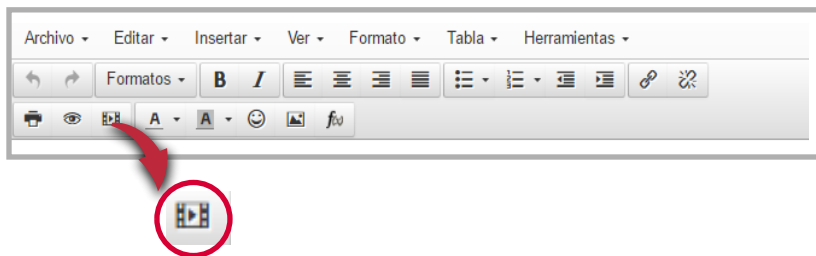 Archivo Editar Insertar Ver Formato Tabla Herramientas
Formatos B I
A A f(x)